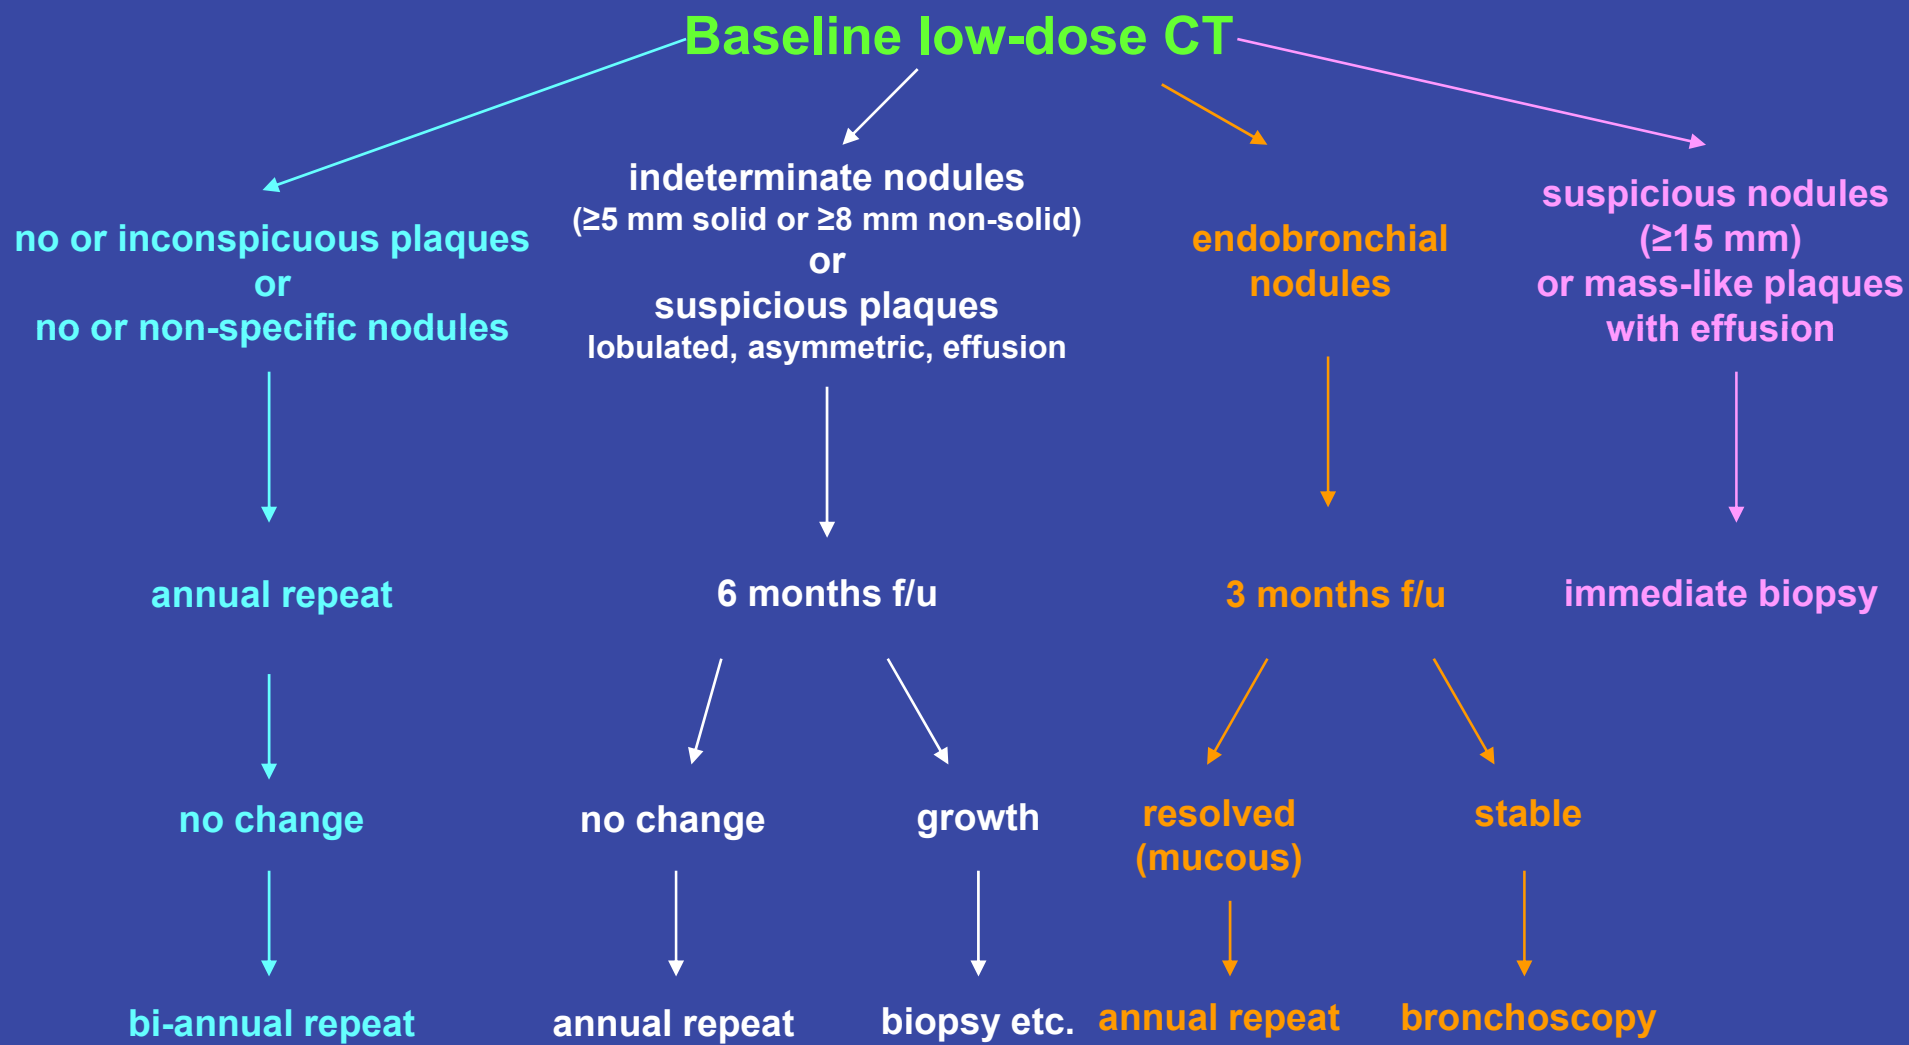 Baseline low-dose CT
no or inconspicuous plaques
or
no or non-specific nodules
indeterminate nodules
(≥5 mm solid or ≥8 mm non-solid)
or
suspicious plaques
lobulated, asymmetric, effusion
endobronchial
nodules
suspicious nodules
(≥15 mm)
or mass-like plaques
with effusion
annual repeat
6 months f/u
3 months f/u
immediate biopsy
no change
no change
growth
resolved
(mucous)
stable
bi-annual repeat
annual repeat
biopsy etc.
annual repeat
bronchoscopy